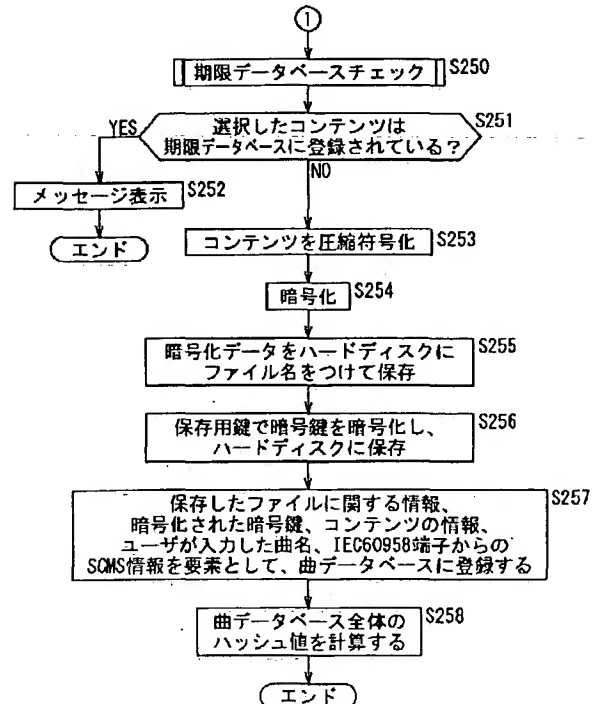 1
期限データベースチェック S250
選択したコンテンツは S251
期限データベースに登録されている?
YES
NO
メッセージ表示 S252
エンド
コンテンツを圧縮符号化 S253
暗号化 S254
暗号化データをハードディスクに S255
ファイル名をつけて保存
保存用鍵で暗号鍵を暗号化し、 S256
ハードディスクに保存
保存したファイルに関する情報、 S257
暗号化された暗号鍵、コンテンツの情報、
ユーザが入力した曲名、IEC60958端子からの
SCMS情報を要素として、曲データベースに登録する
曲データベース全体の S258
ハッシュ値を計算する
エンド